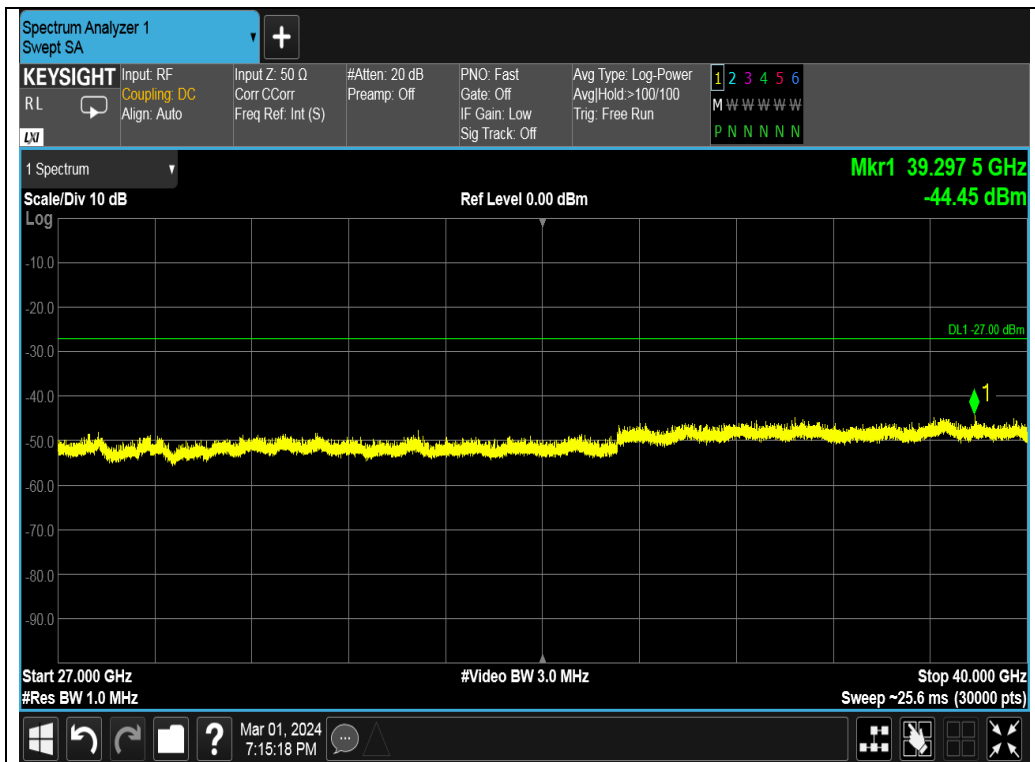 Spectrum Analyzer 1
Swept SA
KEYSIGHT
RL
LXI
Input: RF
Coupling: DC
Align: Auto
Input Z: 50 Ω
Corr CCorr
Freq Ref: Int (S)
#Atten: 20 dB
Preamp: Off
PNO: Fast
Gate: Off
IF Gain: Low
Sig Track: Off
Avg Type: Log-Power
Avg|Hold:>100/100
Trig: Free Run
1 2 3 4 5 6
M W W W W W
P N N N N N
1 Spectrum
Mkr1 39.297 5 GHz
-44.45 dBm
Scale/Div 10 dB
Ref Level 0.00 dBm
Log
-10.0
-20.0
DL1 -27.00 dBm
-30.0
1
-40.0
-50.0
-60.0
-70.0
-80.0
-90.0
Start 27.000 GHz
#Video BW 3.0 MHz
Stop 40.000 GHz
#Res BW 1.0 MHz
Sweep ~25.6 ms (30000 pts)
?
Mar 01, 2024
7:15:18 PM